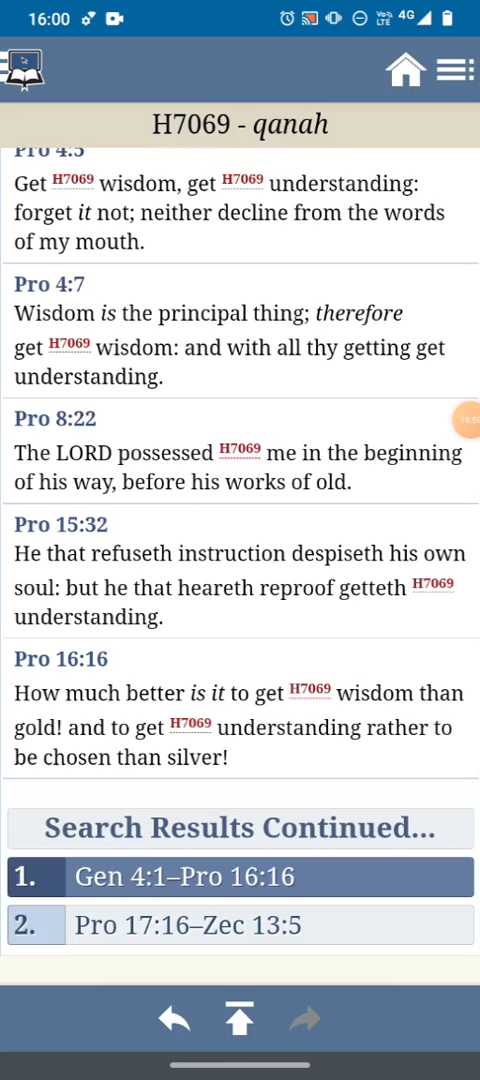 16:00
VoLTE 4G
H7069 - qanah
Pro 4:5
Get H7069 wisdom, get H7069 understanding:
forget it not; neither decline from the words
of my mouth.
Pro 4:7
Wisdom is the principal thing; therefore
get H7069 wisdom: and with all thy getting get
understanding.
Pro 8:22
The LORD possessed H7069 me in the beginning
of his way, before his works of old.
Pro 15:32
He that refuseth instruction despiseth his own
soul: but he that heareth reproof getteth H7069
understanding.
Pro 16:16
How much better is it to get H7069 wisdom than
gold! and to get H7069 understanding rather to
be chosen than silver!
Search Results Continued...
1. Gen 4:1–Pro 16:16
2. Pro 17:16–Zec 13:5